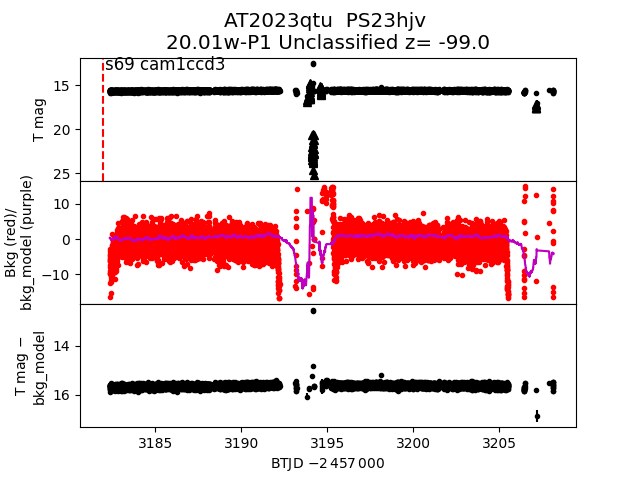 AT2023qtu  PS23hjv
20.01w-P1 Unclassified z= -99.0
s69 cam1ccd3
15
20
25
T mag
10
0
−10
Bkg (red)/
bkg_model (purple)
14
16
T mag −
bkg_model
3185
3190
3195
3200
3205
BTJD −2 457 000